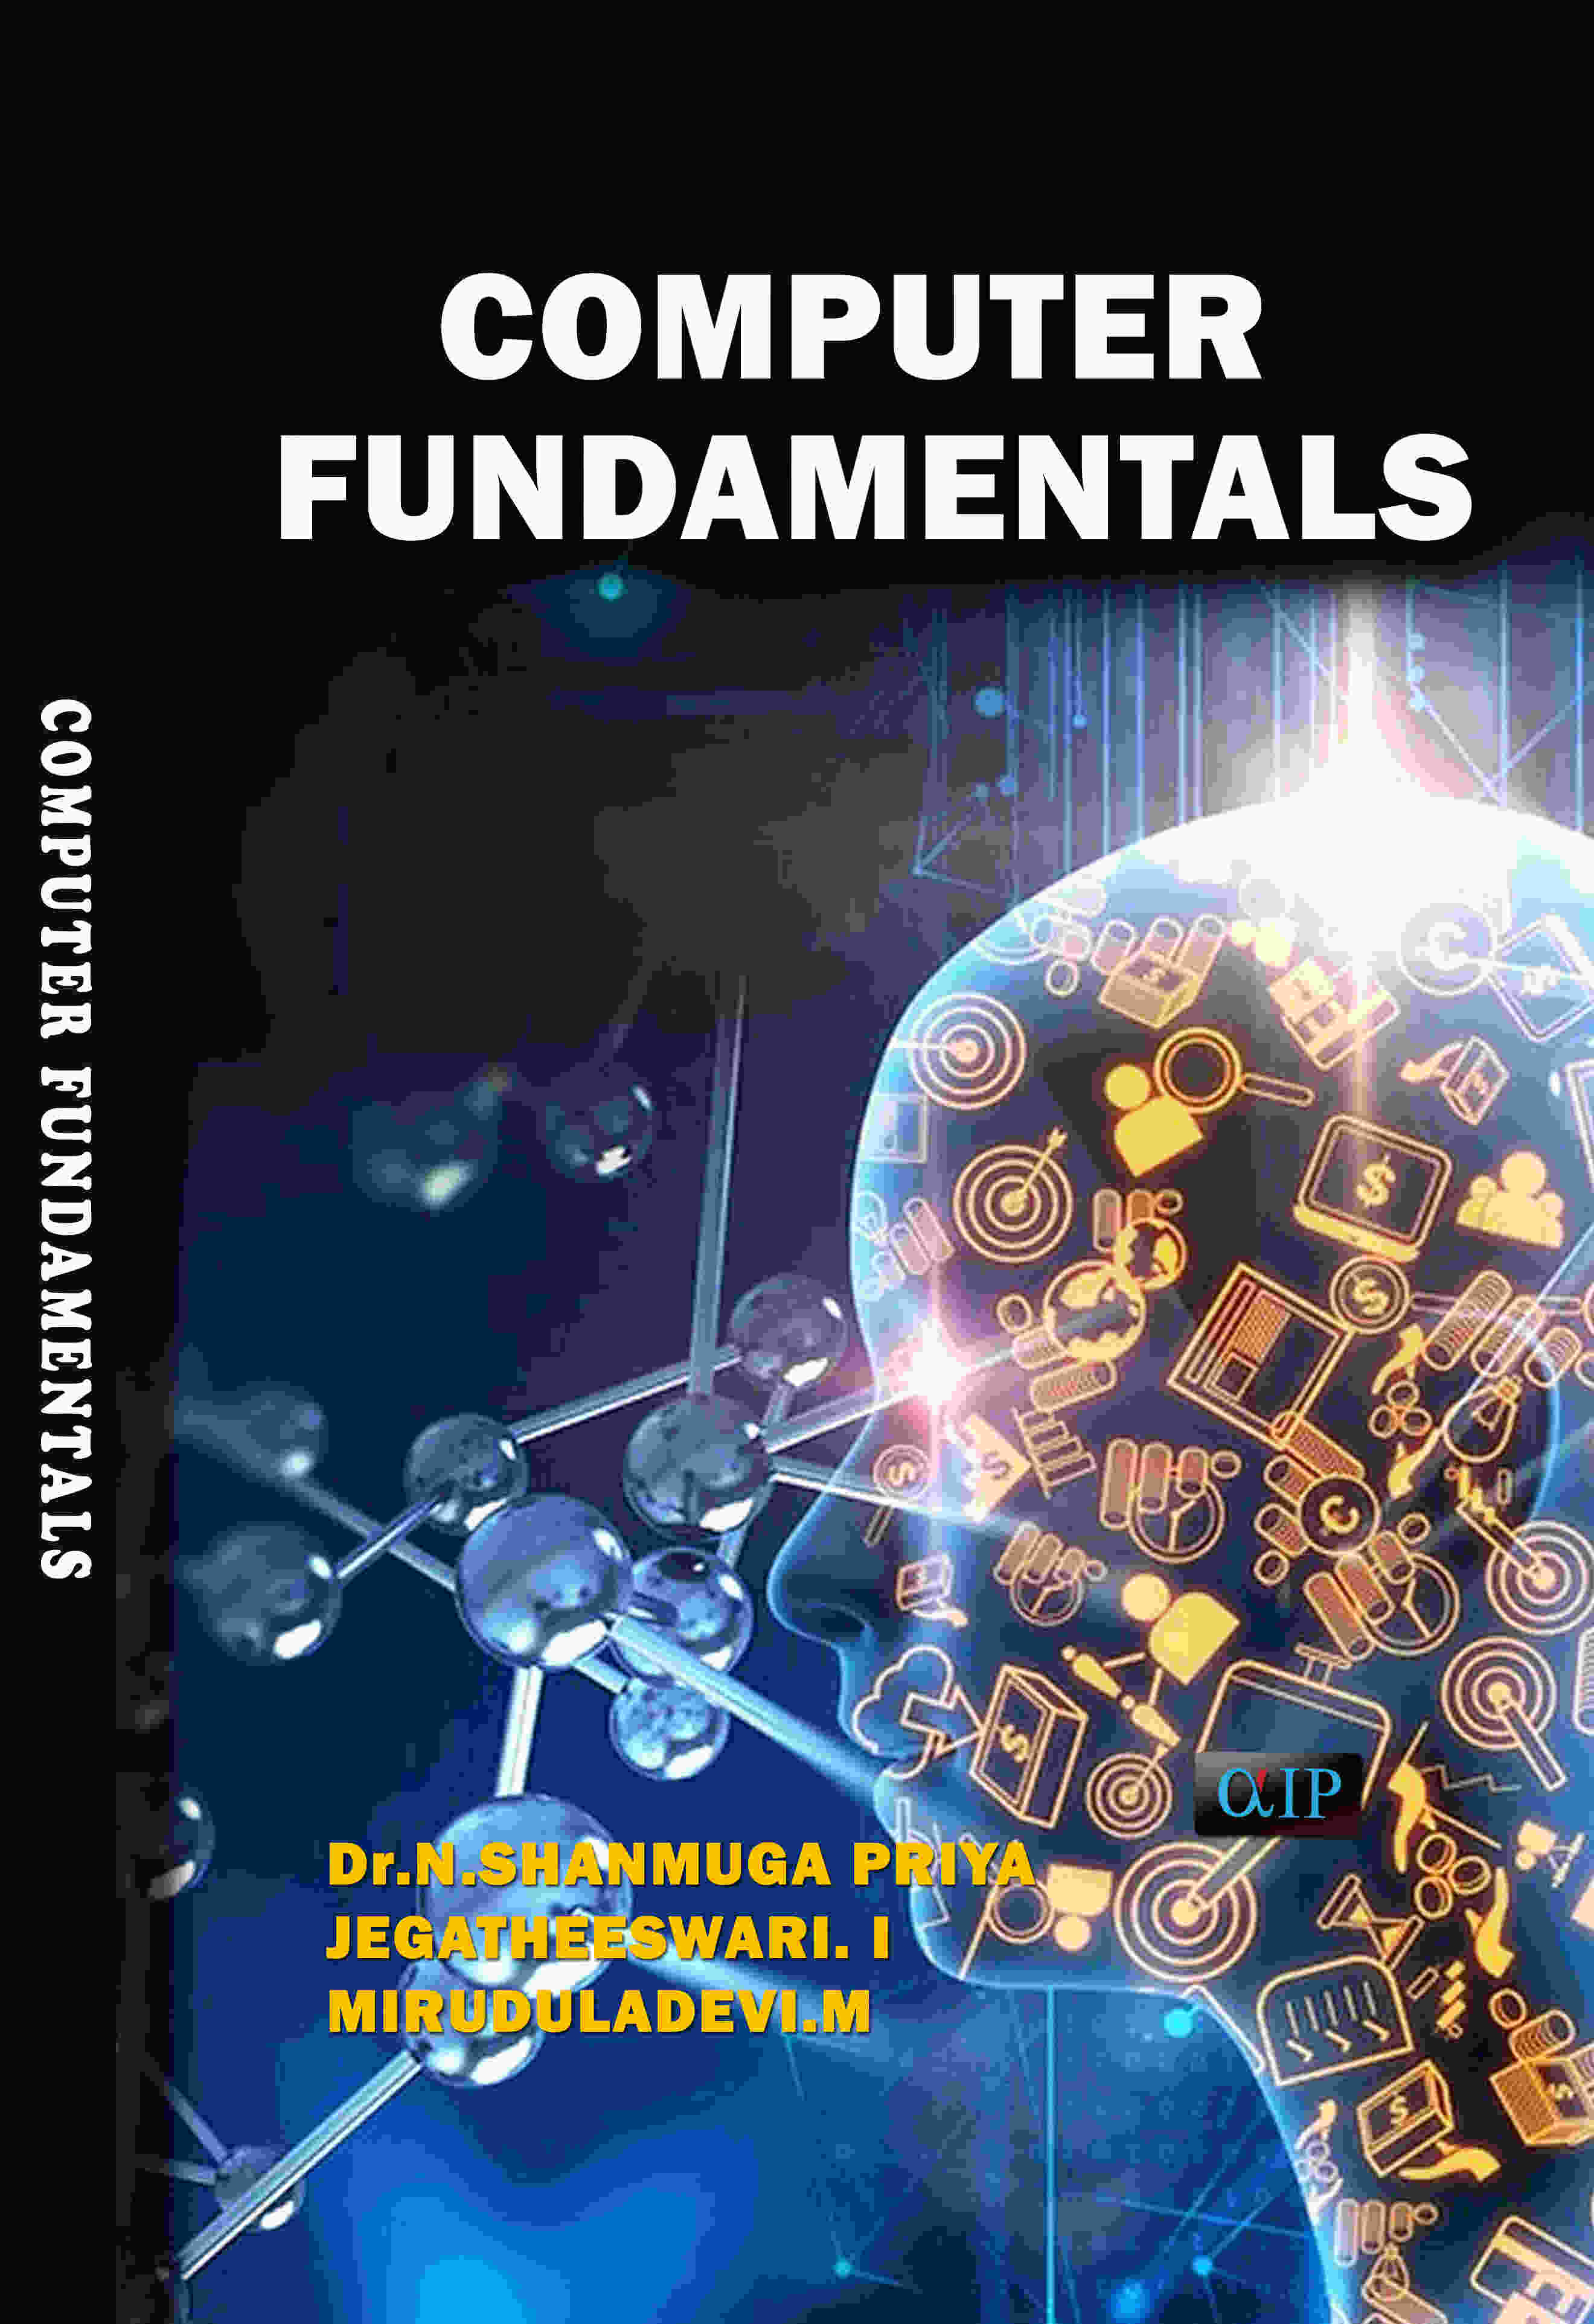 COMPUTER
FUNDAMENTALS
COMPUTER FUNDAMENTALS
αIP
Dr.N.SHANMUGA PRIYA
JEGATHEESWARI. I
MIRUDULADEVI.M